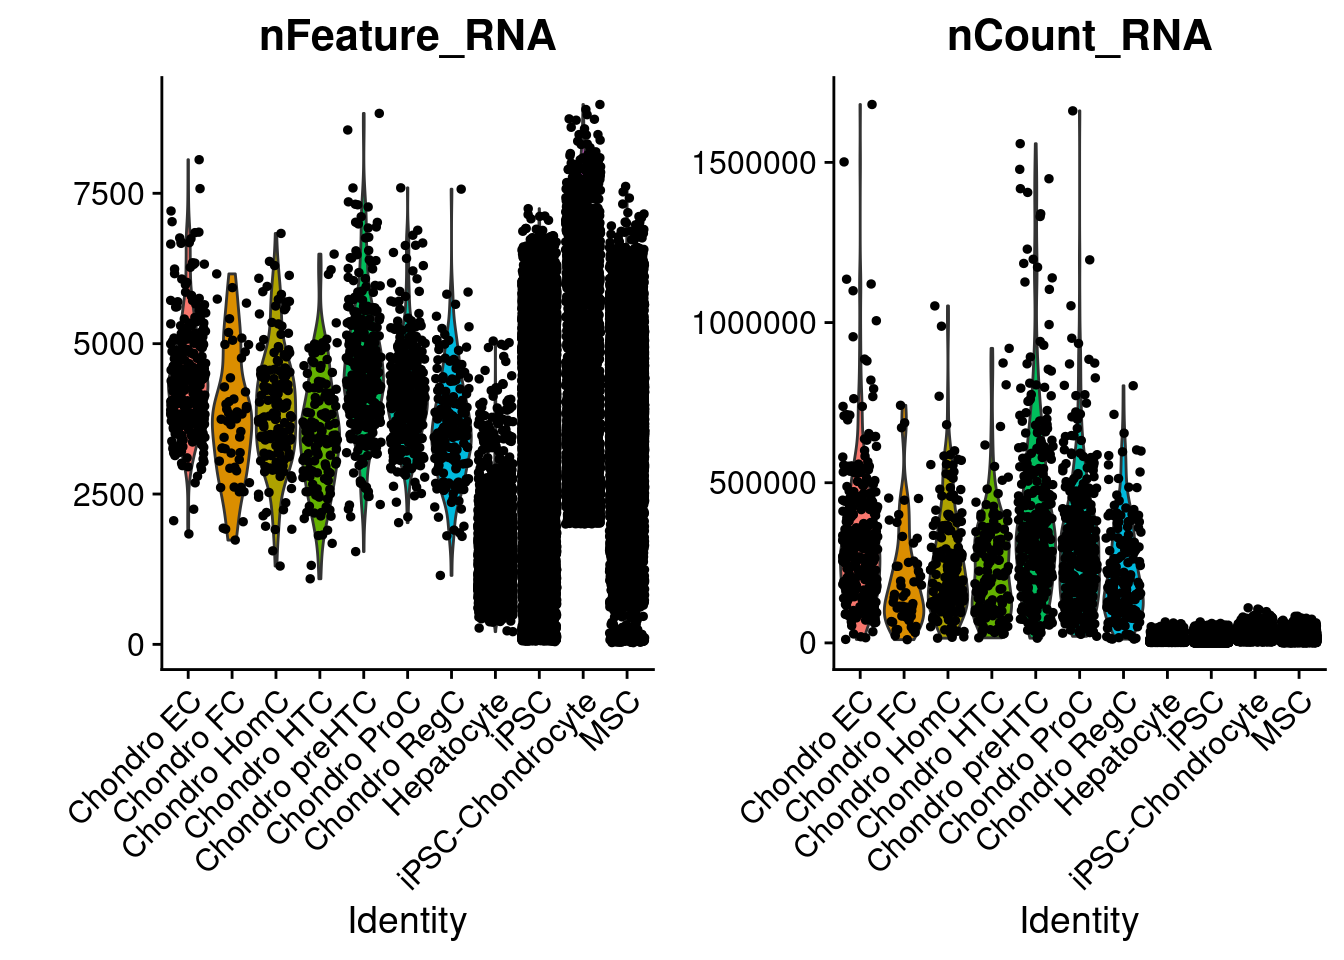 nFeature_RNA
7500
5000
2500
0
Chondro EC
Chondro FC
Chondro HomC
Chondro HTC
Chondro preHTC
Chondro ProC
Chondro RegC
Hepatocyte
iPSC
iPSC-Chondrocyte
MSC
Identity
nCount_RNA
1500000
1000000
500000
0
Chondro EC
Chondro FC
Chondro HomC
Chondro HTC
Chondro preHTC
Chondro ProC
Chondro RegC
Hepatocyte
iPSC
iPSC-Chondrocyte
MSC
Identity